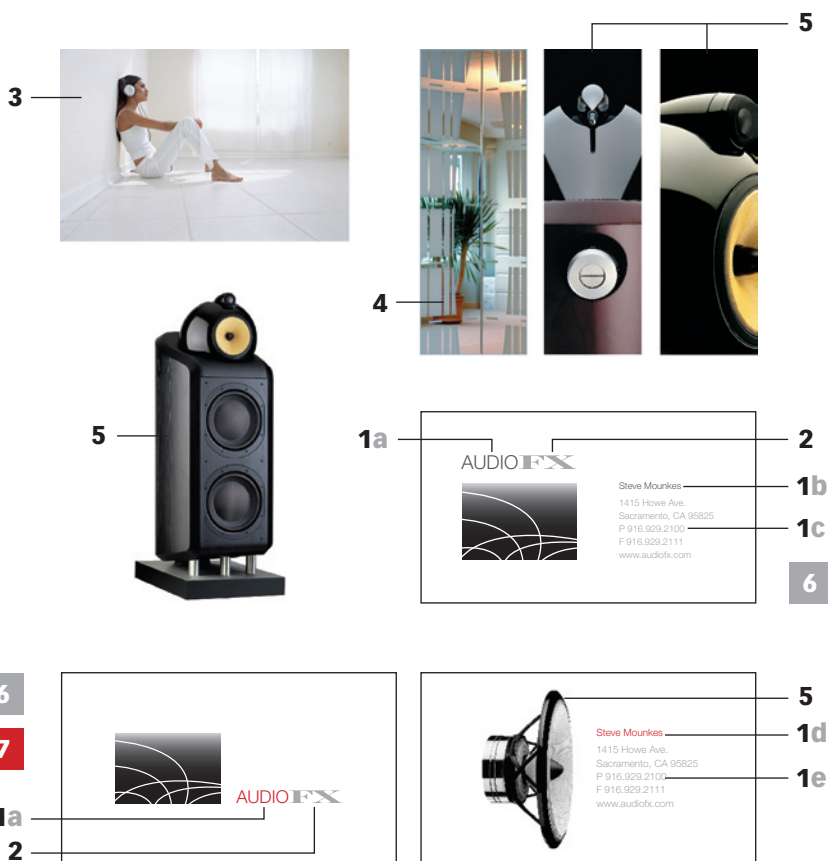 5
3
4
5
1a
2
AUDIOFX
Steve Mounkes
1b
1415 Howe Ave.
Sacramento, CA 95825
P 916.929.2100
1c
F 916.929.2111
www.audiofx.com
6
6
7
AUDIOFX
1a
2
5
Steve Mounkes
1d
1415 Howe Ave.
Sacramento, CA 95825
P 916.929.2100
1e
F 916.929.2111
www.audiofx.com